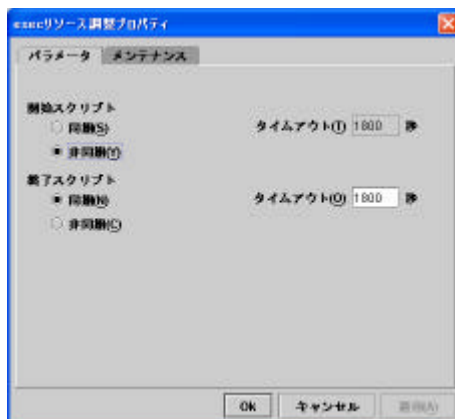 execリソース調整プロパティ
パラメータ メンテナンス
開始スクリプト
同期(S) タイムアウト(T) 1800 秒
非同期(Y)
終了スクリプト
同期(N) タイムアウト(O) 1800 秒
非同期(C)
Ok キャンセル 適用(A)